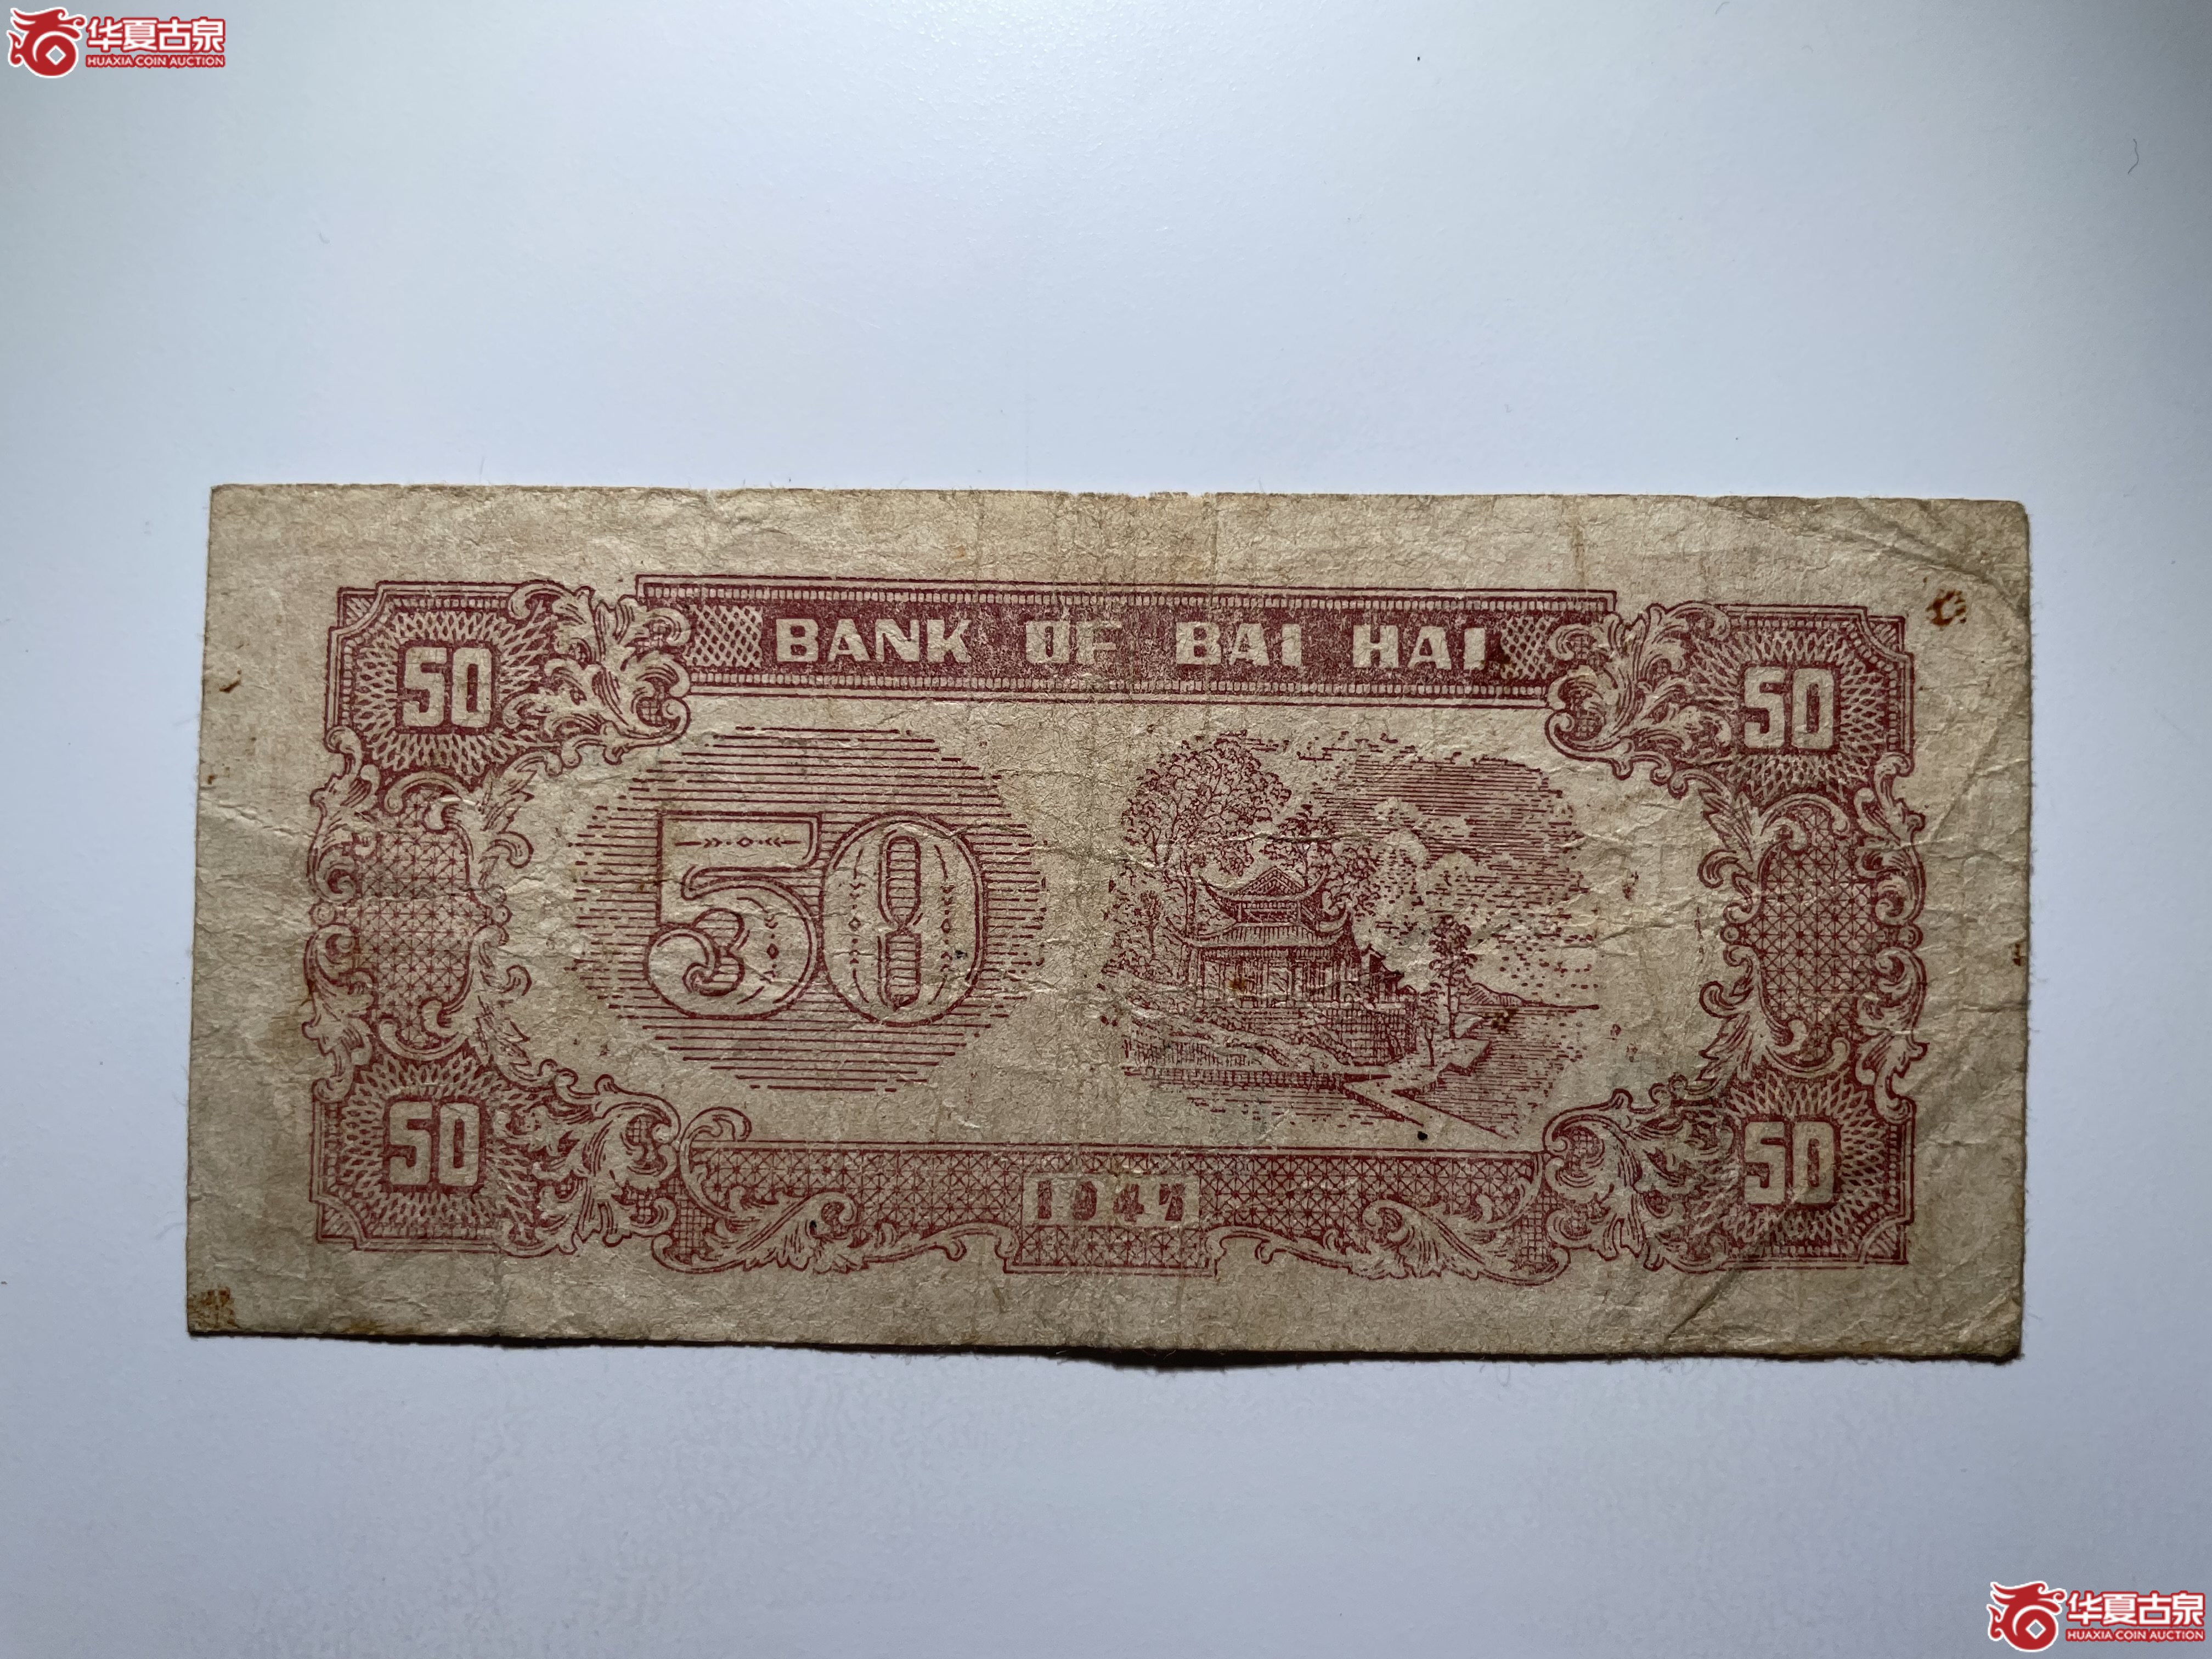 华夏古泉
HUAXIA COIN AUCTION
BANK OF BAI HAI
50
50
50
50
50
1947
华夏古泉
HUAXIA COIN AUCTION